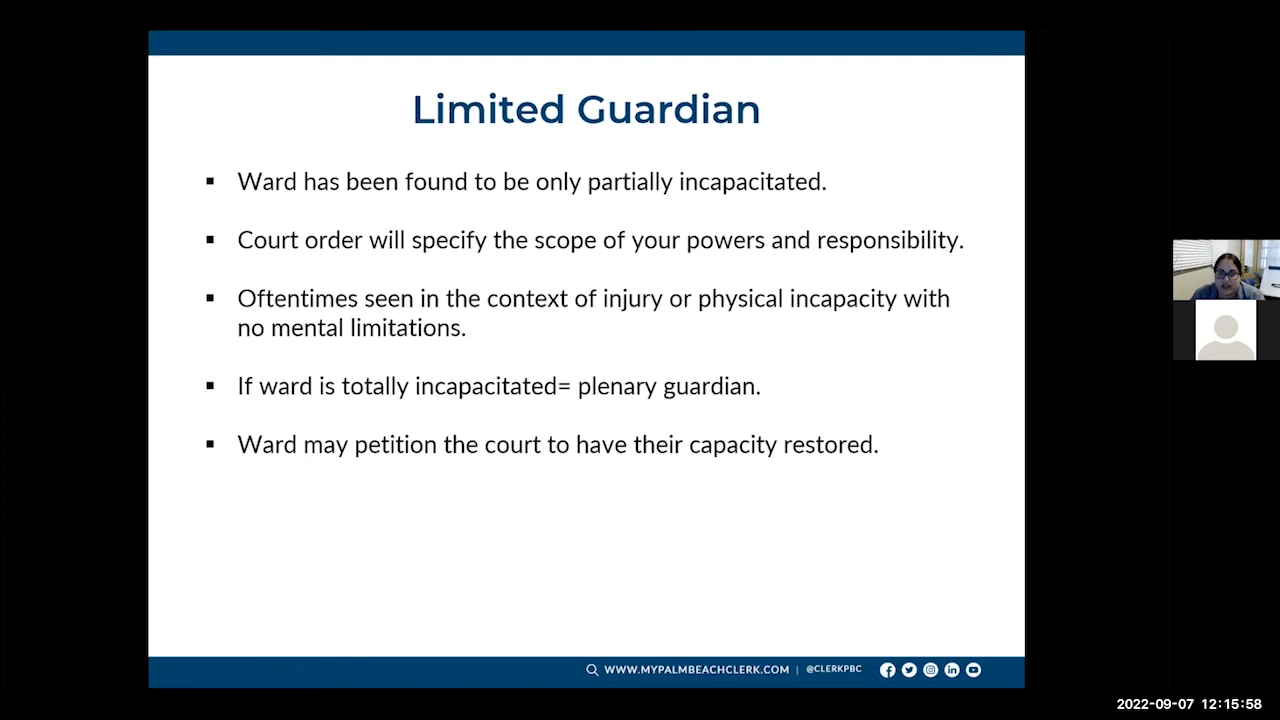 Limited Guardian
▪ Ward has been found to be only partially incapacitated.
▪ Court order will specify the scope of your powers and responsibility.
▪ Oftentimes seen in the context of injury or physical incapacity with
no mental limitations.
▪ If ward is totally incapacitated= plenary guardian.
▪ Ward may petition the court to have their capacity restored.
WWW.MYPALMBEACHCLERK.COM | @CLERKPBC
2022-09-07 12:15:58